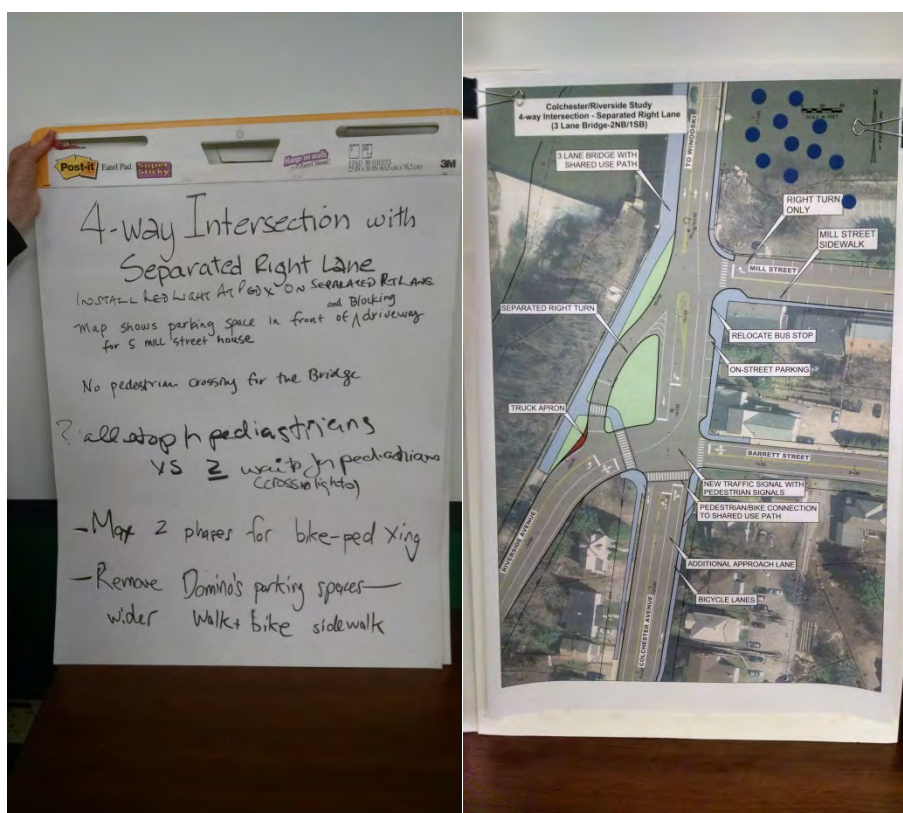 Post-it Easel Pad Super Sticky
3M
4-way Intersection with
Separated Right Lane
INSTALL RED LIGHT AT PED X ON SEPARATED RT LANE
and Blocking
Map shows parking space in front of ^ driveway
for 5 mill street house
No pedestrian crossing for the Bridge
? all stop for pediastrians
vs 2 waits for pediastrians
(cross lights)
- Max 2 phases for bike-ped Xing
- Remove Domino's parking spaces—
wider walk + bike sidewalk
Colchester/Riverside Study
4-way Intersection - Separated Right Lane
(3 Lane Bridge-2NB/1SB)
TO WINOOSKI
3 LANE BRIDGE WITH
SHARED USE PATH
RIGHT TURN
ONLY
MILL STREET
SIDEWALK
MILL STREET
SEPARATED RIGHT TURN
RELOCATE BUS STOP
ON-STREET PARKING
TRUCK APRON
BARRETT STREET
NEW TRAFFIC SIGNAL WITH
PEDESTRIAN SIGNALS
PEDESTRIAN/BIKE CONNECTION
TO SHARED USE PATH
RIVERSIDE AVENUE
ADDITIONAL APPROACH LANE
BICYCLE LANES
COLCHESTER AVENUE